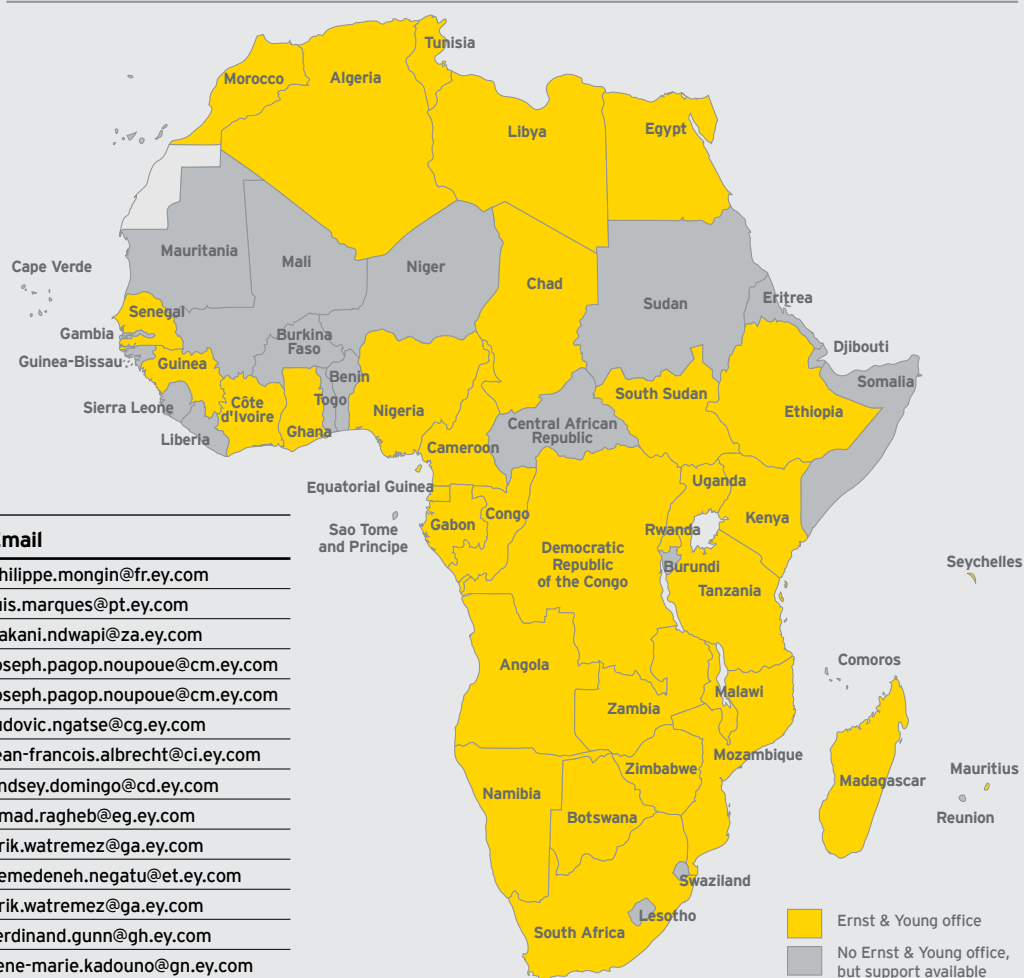 Tunisia
Morocco
Algeria
Libya
Egypt
Mauritania
Mali
Niger
Chad
Sudan
Eritrea
Cape Verde
Senegal
Gambia
Guinea-Bissau
Guinea
Burkina
Faso
Benin
Togo
Djibouti
Somalia
Sierra Leone
Côte
d'Ivoire
Liberia
Ghana
Nigeria
South Sudan
Ethiopia
Central African
Republic
Cameroon
Equatorial Guinea
Sao Tome
and Principe
Gabon
Congo
Uganda
Kenya
Rwanda
Burundi
Democratic
Republic
of the Congo
Tanzania
Seychelles
Comoros
Angola
Malawi
Zambia
Mozambique
Zimbabwe
Namibia
Botswana
Madagascar
Mauritius
Reunion
Swaziland
Lesotho
South Africa
Email
hilippe.mongin@fr.ey.com
uis.marques@pt.ey.com
akani.ndwapi@za.ey.com
oseph.pagop.noupoue@cm.ey.com
oseph.pagop.noupoue@cm.ey.com
udovic.ngatse@cg.ey.com
ean-francois.albrecht@ci.ey.com
ndsey.domingo@cd.ey.com
mad.ragheb@eg.ey.com
rik.watremez@ga.ey.com
emedeneh.negatu@et.ey.com
rik.watremez@ga.ey.com
erdinand.gunn@gh.ey.com
ene-marie.kadouno@gn.ey.com
Ernst & Young office
No Ernst & Young office,
but support available